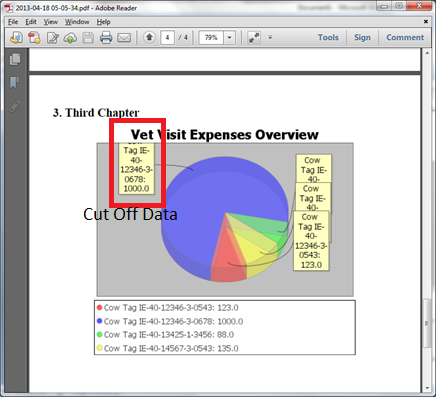 2013-04-18 05-05-34.pdf - Adobe Reader
File Edit View Window Help
4 / 4 79% Tools Sign Comment
3. Third Chapter
Vet Visit Expenses Overview
Tag IE-
40-
12346-3-
0678:
1000.0
Cut Off Data
Cow
Tag IE-
40-
Cow
Tag IE-
40-
Cow
Tag IE-
40-
12346-3-
0543:
123.0
Cow Tag IE-40-12346-3-0543: 123.0
Cow Tag IE-40-12346-3-0678: 1000.0
Cow Tag IE-40-13425-1-3456: 88.0
Cow Tag IE-40-14567-3-0543: 135.0